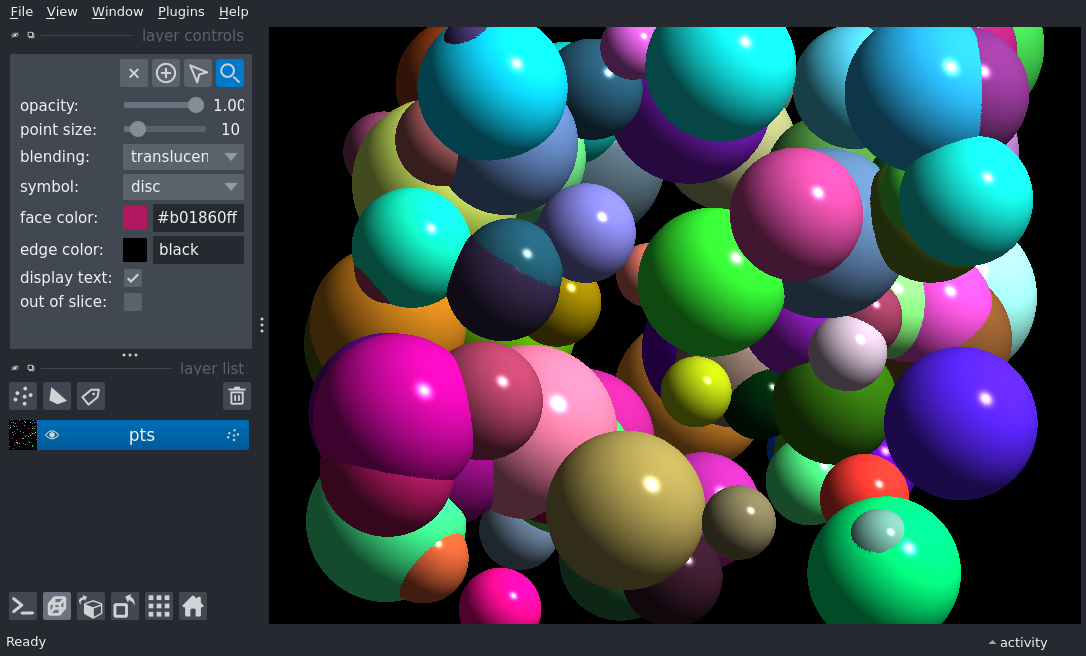 File View Window Plugins Help
layer controls
opacity: 1.00
point size: 10
blending: translucen
symbol: disc
face color: #b01860ff
edge color: black
display text:
out of slice:
layer list
pts
Ready
activity